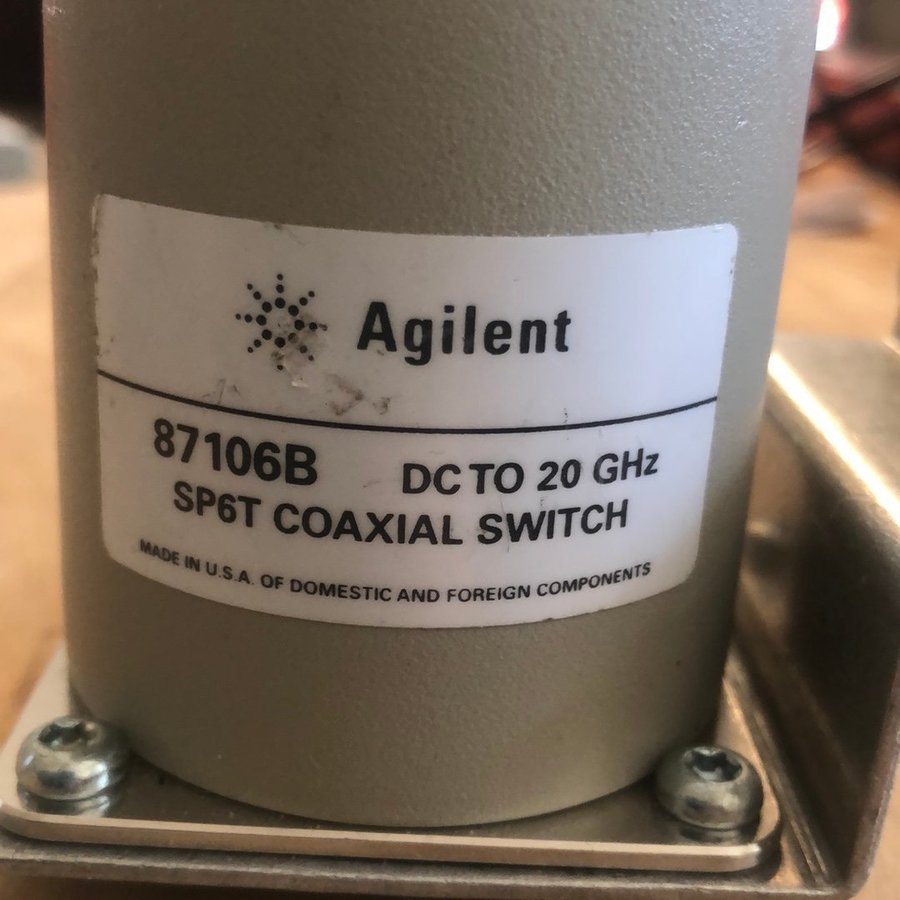 Agilent
87106B DC TO 20 GHz
SP6T COAXIAL SWITCH
MADE IN U.S.A. OF DOMESTIC AND FOREIGN COMPONENTS